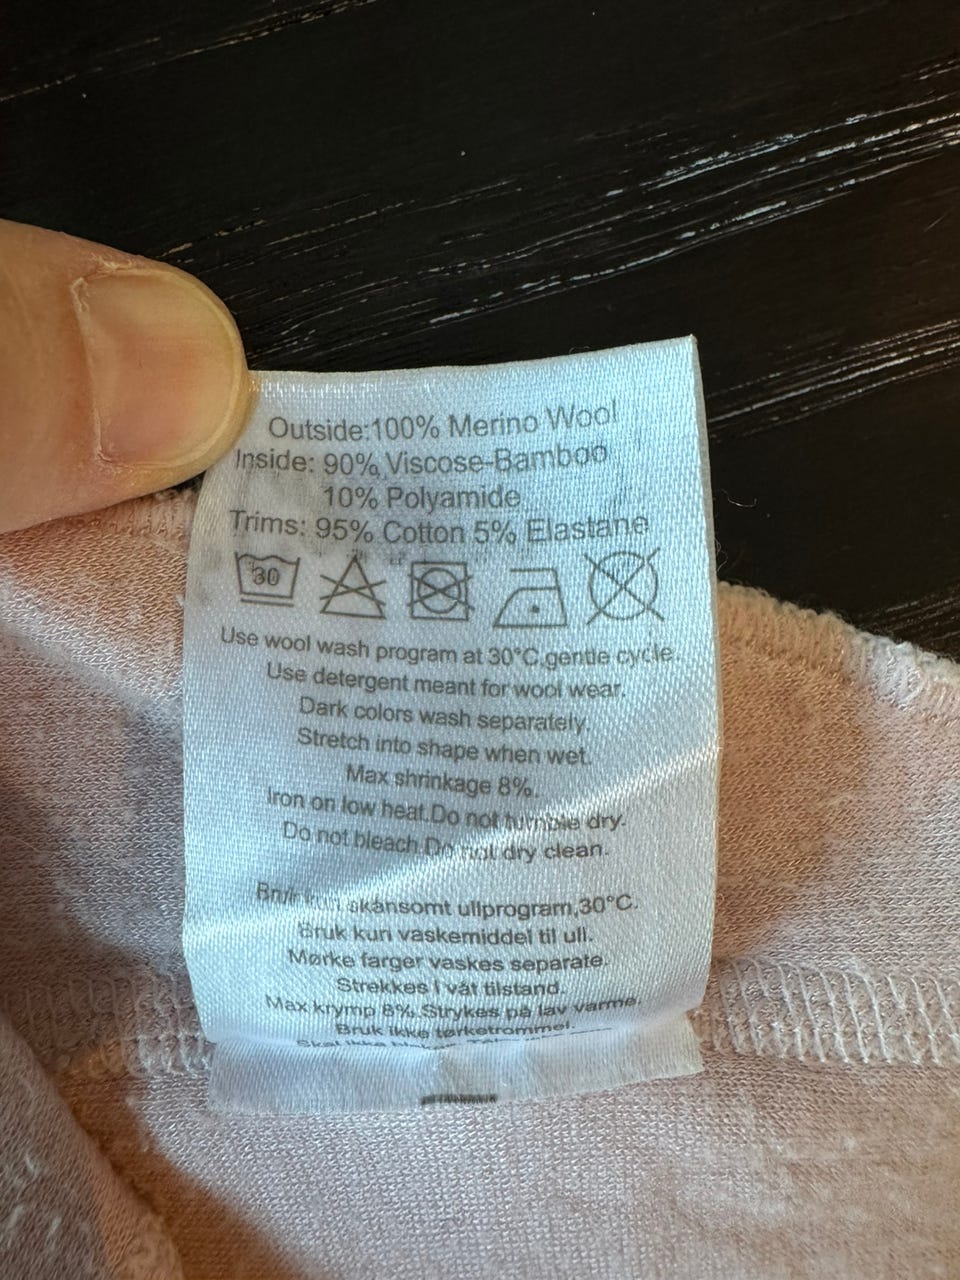 Outside:100% Merino Wool
Inside: 90% Viscose-Bamboo
10% Polyamide
Trims: 95% Cotton 5% Elastane
30
Use wool wash program at 30°C,gentle cycle.
Use detergent meant for wool wear.
Dark colors wash separately.
Stretch into shape when wet.
Max shrinkage 8%.
Iron on low heat.Do not tumble dry.
Do not bleach.Do not dry clean.
Bruk kun skånsomt ullprogram,30°C.
Bruk kun vaskemiddel til ull.
Mørke farger vaskes separate.
Strekkes i våt tilstand.
Max krymp 8%.Strykes på lav varme.
Bruk ikke tørketrommel.
Skal ikke